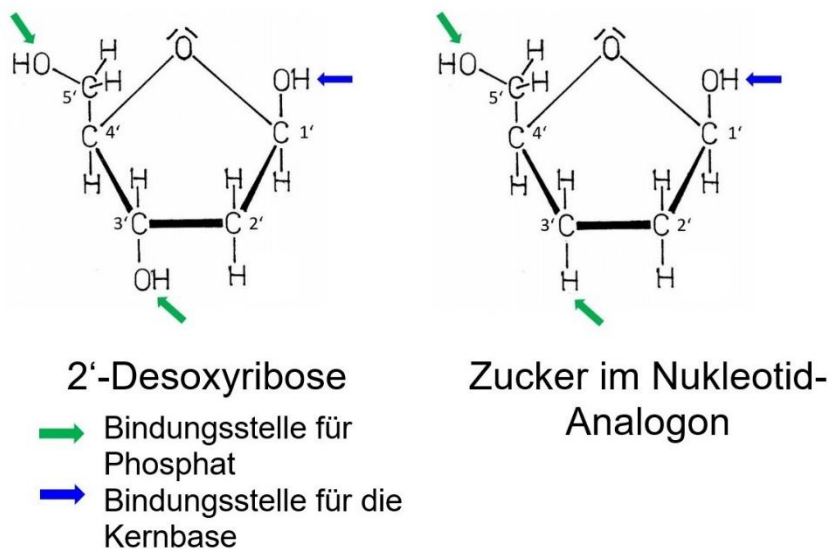 HO
H
O
OH
C
H
5'
C
4'
C
1'
H
H
H
H
3'
C
C
2'
OH
H
HO
H
O
OH
C
H
5'
C
4'
C
1'
H
H
H
H
3'
C
C
2'
H
H
2'-Desoxyribose
Zucker im Nukleotid-
Analogon
Bindungsstelle für
Phosphat
Bindungsstelle für die
Kernbase